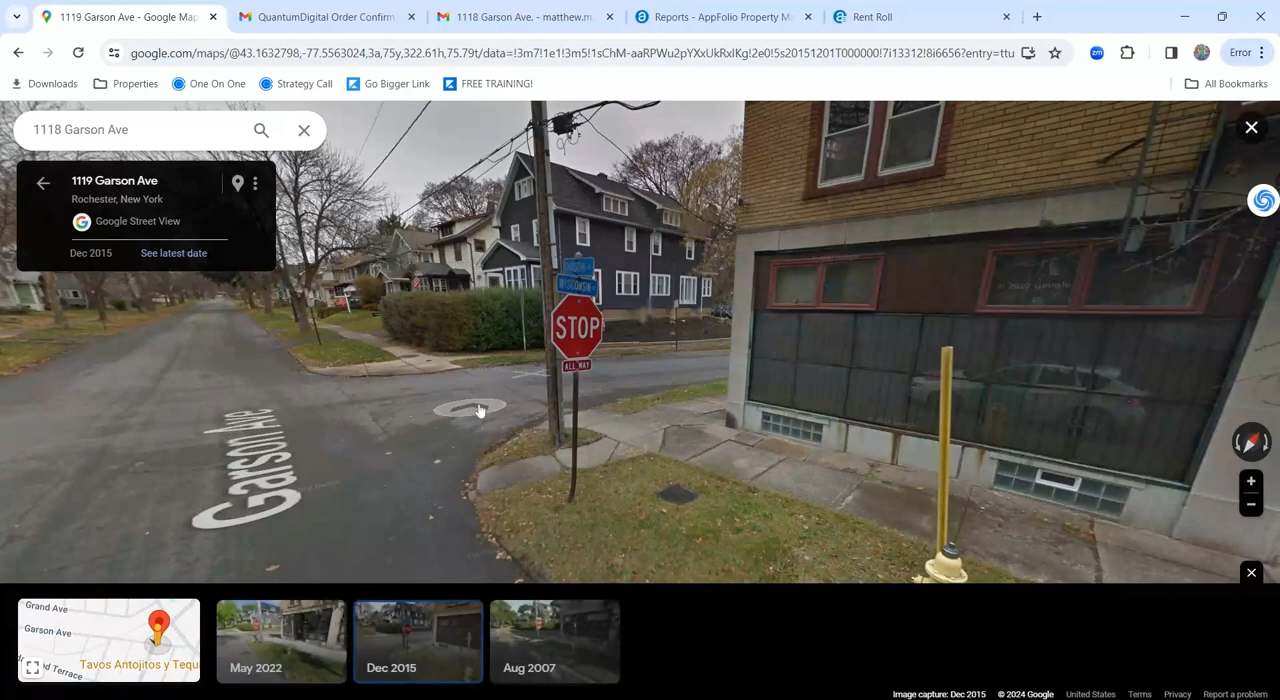 1119 Garson Ave - Google Map
QuantumDigital Order Confirm
1118 Garson Ave. - matthew.m
Reports - AppFolio Property M
Rent Roll
google.com/maps/@43.1632798,-77.5563024,3a,75y,322.61h,75.79t/data=!3m7!1e1!3m5!1sChM-aaRPWu2pYXxUkRxIKg!2e0!5s20151201T000000!7i13312!8i6656?entry=ttu
zm
Error
Downloads
Properties
One On One
Strategy Call
Go Bigger Link
FREE TRAINING!
All Bookmarks
1118 Garson Ave
1119 Garson Ave
Rochester, New York
Google Street View
Dec 2015
See latest date
WISCONSIN
STOP
ALL WAY
Garson Ave
Grand Ave
Garson Ave
Terrace
Tavos Antojitos y Tequ
May 2022
Dec 2015
Aug 2007
Image capture: Dec 2015
© 2024 Google
United States
Terms
Privacy
Report a problem